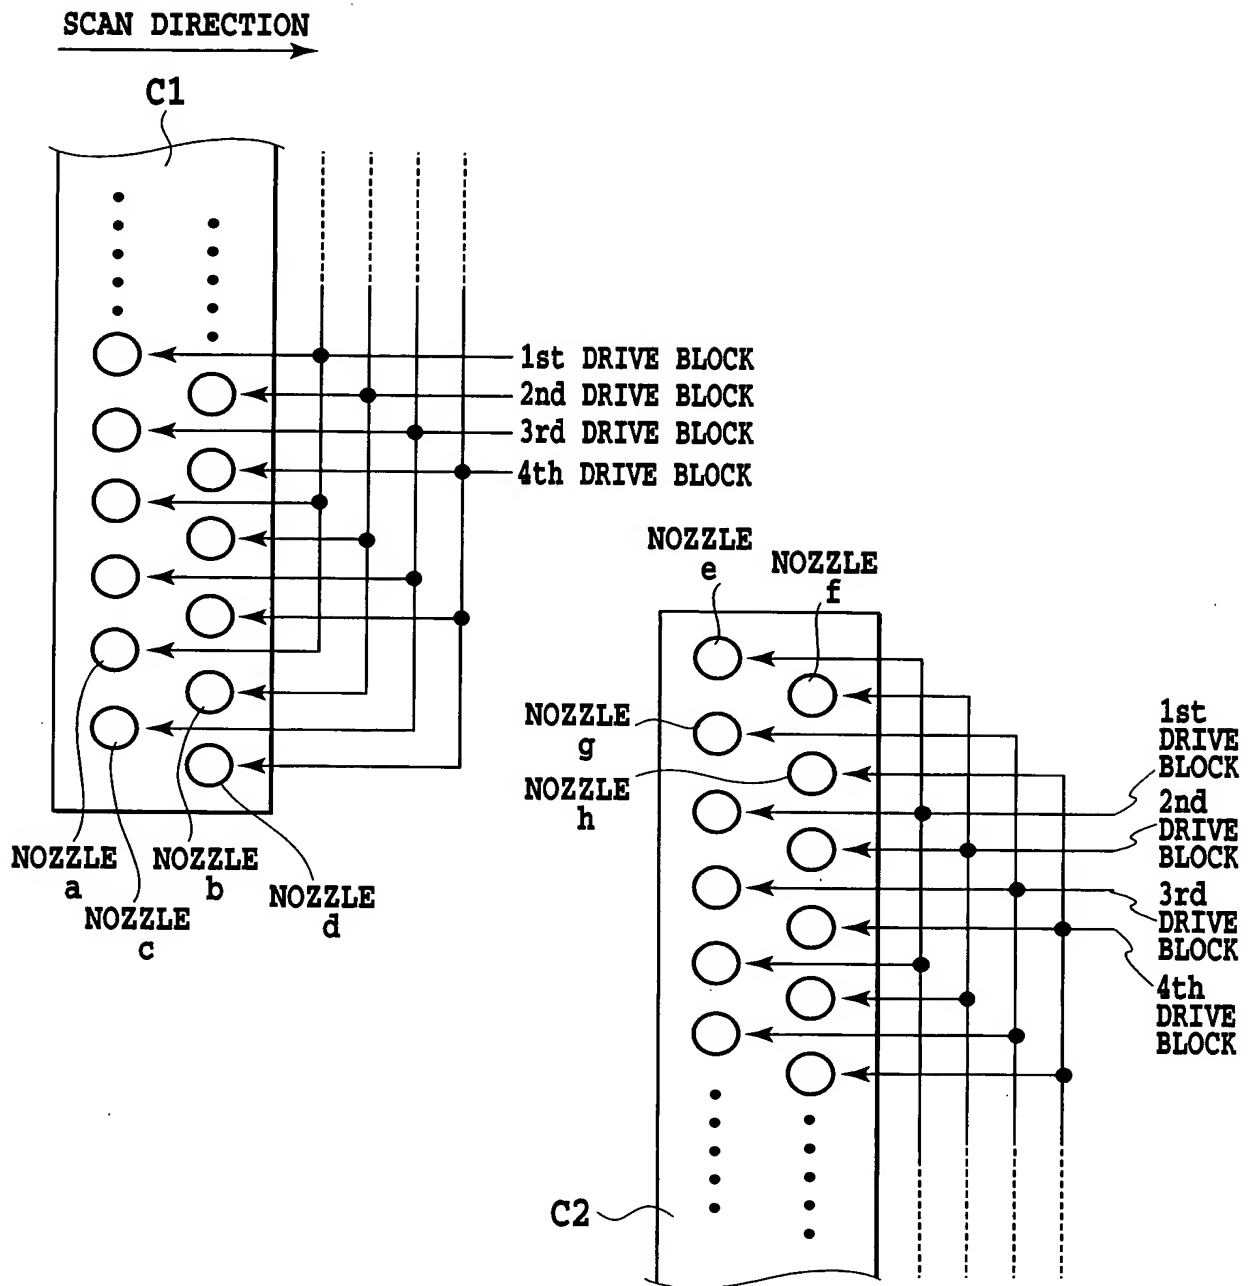 SCAN DIRECTION
C1
1st DRIVE BLOCK
2nd DRIVE BLOCK
3rd DRIVE BLOCK
4th DRIVE BLOCK
NOZZLE
a
NOZZLE
b
NOZZLE
c
NOZZLE
d
NOZZLE
e
NOZZLE
f
NOZZLE
g
NOZZLE
h
1st
DRIVE
BLOCK
2nd
DRIVE
BLOCK
3rd
DRIVE
BLOCK
4th
DRIVE
BLOCK
C2